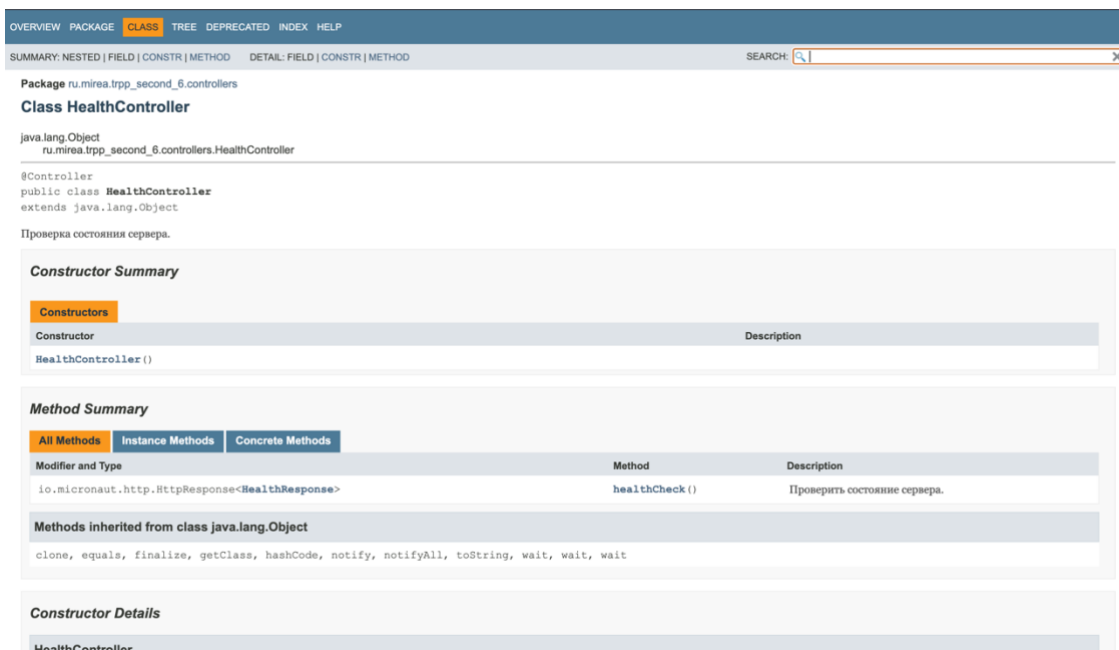 OVERVIEW PACKAGE CLASS TREE DEPRECATED INDEX HELP
SUMMARY: NESTED | FIELD | CONSTR | METHOD DETAIL: FIELD | CONSTR | METHOD SEARCH:
Package ru.mirea.trpp_second_6.controllers
Class HealthController
java.lang.Object
ru.mirea.trpp_second_6.controllers.HealthController
@Controller
public class HealthController
extends java.lang.Object
Проверка состояния сервера.
Constructor Summary
Constructors
Constructor Description
HealthController()
Method Summary
All Methods Instance Methods Concrete Methods
Modifier and Type Method Description
io.micronaut.http.HttpResponse<HealthResponse> healthCheck() Проверить состояние сервера.
Methods inherited from class java.lang.Object
clone, equals, finalize, getClass, hashCode, notify, notifyAll, toString, wait, wait, wait
Constructor Details
HealthController